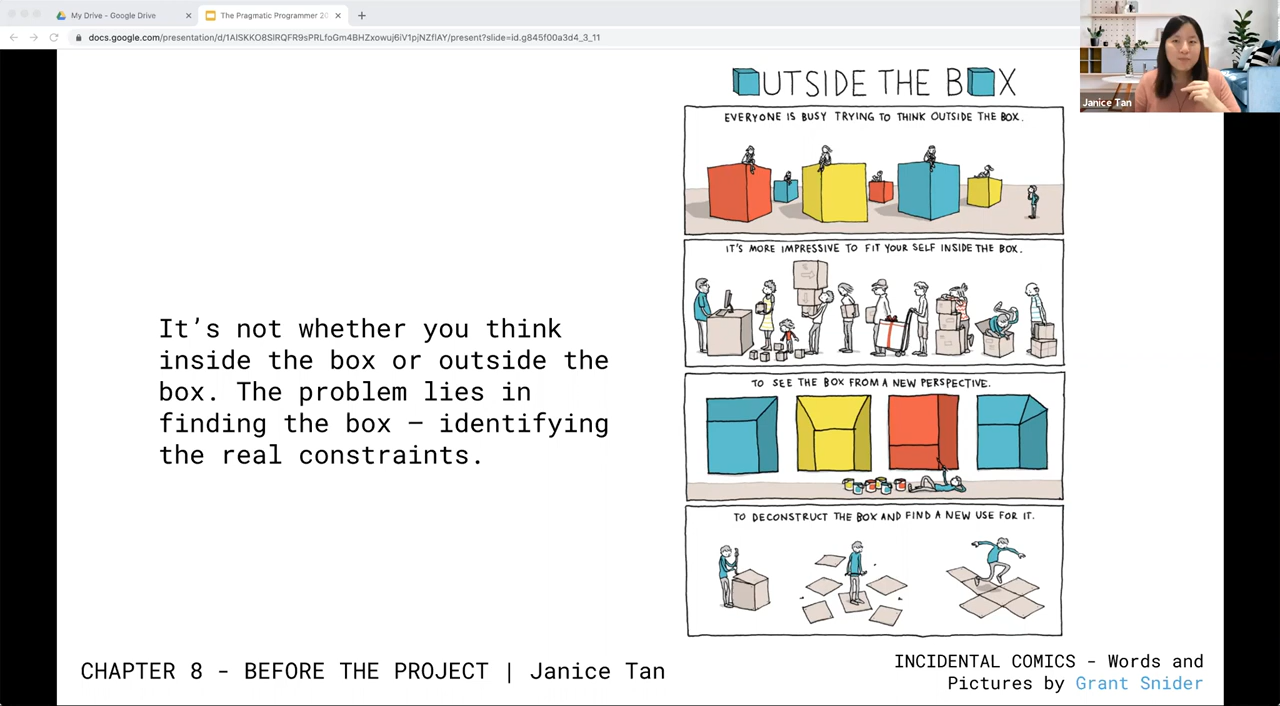 My Drive - Google Drive
The Pragmatic Programmer 20
docs.google.com/presentation/d/1AISKKO8SIRQFR9sPRLfoGm4BHZxowuj6iV1pjNZfIAY/present?slide=id.g845f00a3d4_3_11
Janice Tan
It's not whether you think
inside the box or outside the
box. The problem lies in
finding the box – identifying
the real constraints.
OUTSIDE THE BOX
EVERYONE IS BUSY TRYING TO THINK OUTSIDE THE BOX.
IT'S MORE IMPRESSIVE TO FIT YOUR SELF INSIDE THE BOX.
TO SEE THE BOX FROM A NEW PERSPECTIVE.
TO DECONSTRUCT THE BOX AND FIND A NEW USE FOR IT.
CHAPTER 8 - BEFORE THE PROJECT | Janice Tan
INCIDENTAL COMICS - Words and
Pictures by Grant Snider